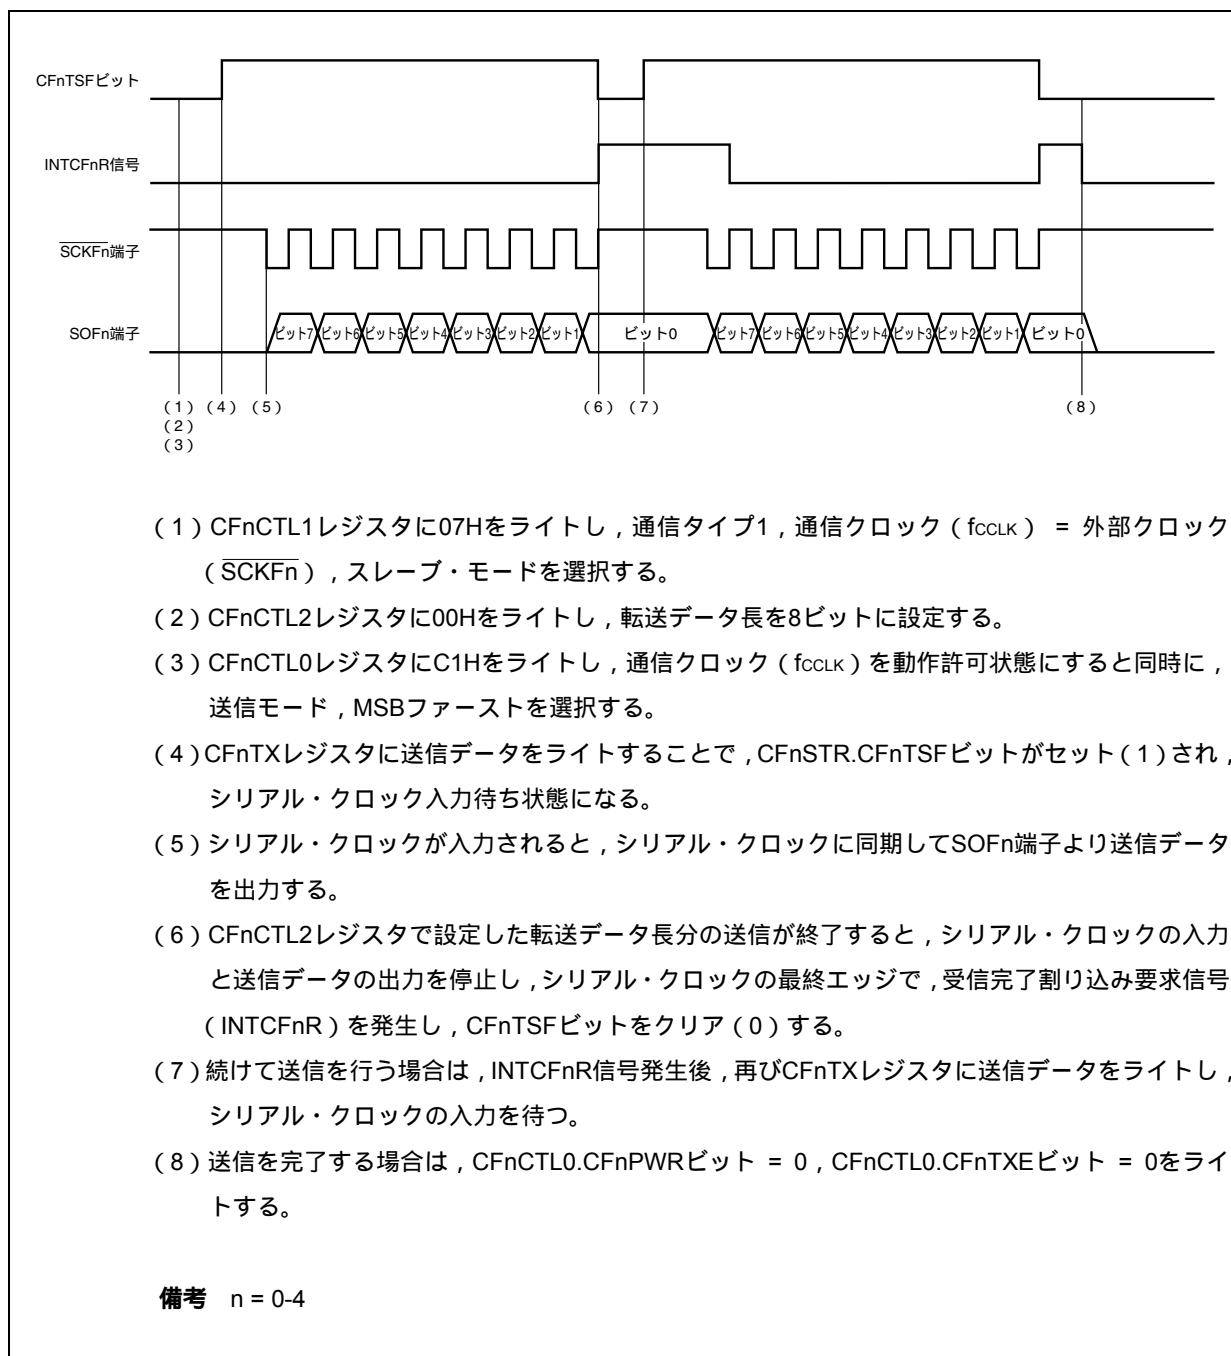 CFnTSFビット
INTCFnR信号
SCKFn端子
SOFn端子
ビット7 ビット6 ビット5 ビット4 ビット3 ビット2 ビット1 ビット0 ビット7 ビット6 ビット5 ビット4 ビット3 ビット2 ビット1 ビット0
(1) (4) (5) (6) (7) (8)
(2)
(3)
(1) CFnCTL1レジスタに07Hをライトし,通信タイプ1,通信クロック(fCCLK) = 外部クロック
(SCKFn),スレーブ・モードを選択する。
(2) CFnCTL2レジスタに00Hをライトし,転送データ長を8ビットに設定する。
(3) CFnCTL0レジスタにC1Hをライトし,通信クロック(fCCLK)を動作許可状態にすると同時に,
送信モード,MSBファーストを選択する。
(4) CFnTXレジスタに送信データをライトすることで,CFnSTR.CFnTSFビットがセット(1)され,
シリアル・クロック入力待ち状態になる。
(5) シリアル・クロックが入力されると,シリアル・クロックに同期してSOFn端子より送信データ
を出力する。
(6) CFnCTL2レジスタで設定した転送データ長分の送信が終了すると,シリアル・クロックの入力
と送信データの出力を停止し,シリアル・クロックの最終エッジで,受信完了割り込み要求信号
(INTCFnR)を発生し,CFnTSFビットをクリア(0)する。
(7) 続けて送信を行う場合は,INTCFnR信号発生後,再びCFnTXレジスタに送信データをライトし,
シリアル・クロックの入力を待つ。
(8) 送信を完了する場合は,CFnCTL0.CFnPWRビット = 0,CFnCTL0.CFnTXEビット = 0をライ
トする。
備考 n = 0-4